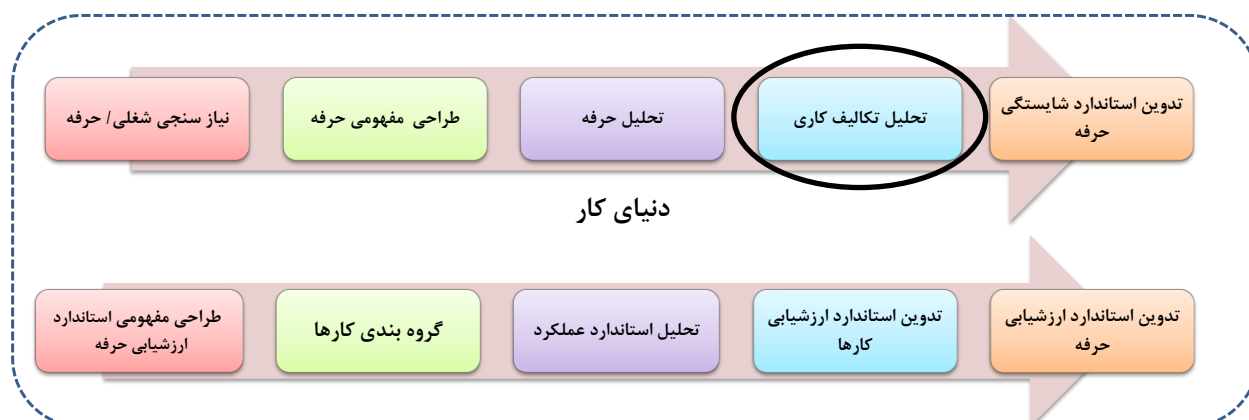 نیاز سنجی شغلی/ حرفه
طراحی مفهومی حرفه
تحلیل حرفه
تحلیل تکالیف کاری
تدوین استاندارد شایستگی
حرفه
دنیای کار
طراحی مفهومی استاندارد
ارزشیابی حرفه
گروه بندی کارها
تحلیل استاندارد عملکرد
تدوین استاندارد ارزشیابی
کارها
تدوین استاندارد ارزشیابی
حرفه